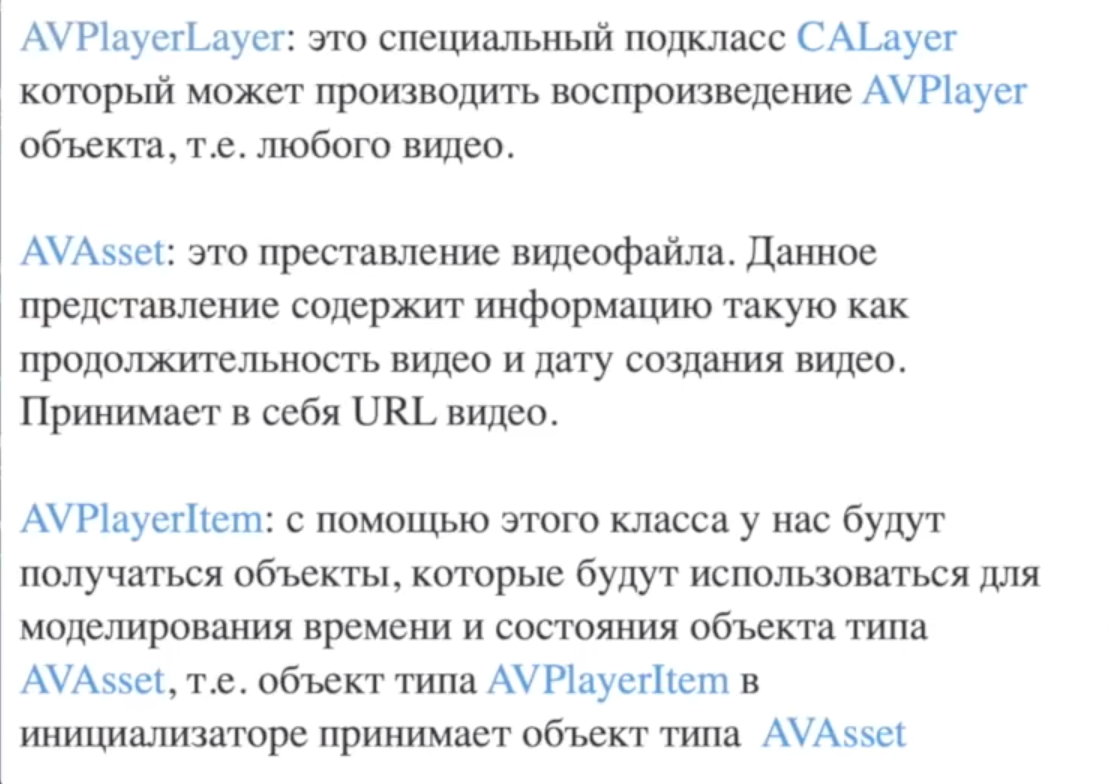 AVPlayerLayer: это специальный подкласс CALayer
который может производить воспроизведение AVPlayer
объекта, т.е. любого видео.
AVAsset: это преставление видеофайла. Данное
представление содержит информацию такую как
продолжительность видео и дату создания видео.
Принимает в себя URL видео.
AVPlayerItem: с помощью этого класса у нас будут
получаться объекты, которые будут использоваться для
моделирования времени и состояния объекта типа
AVAsset, т.е. объект типа AVPlayerItem в
инициализаторе принимает объект типа AVAsset